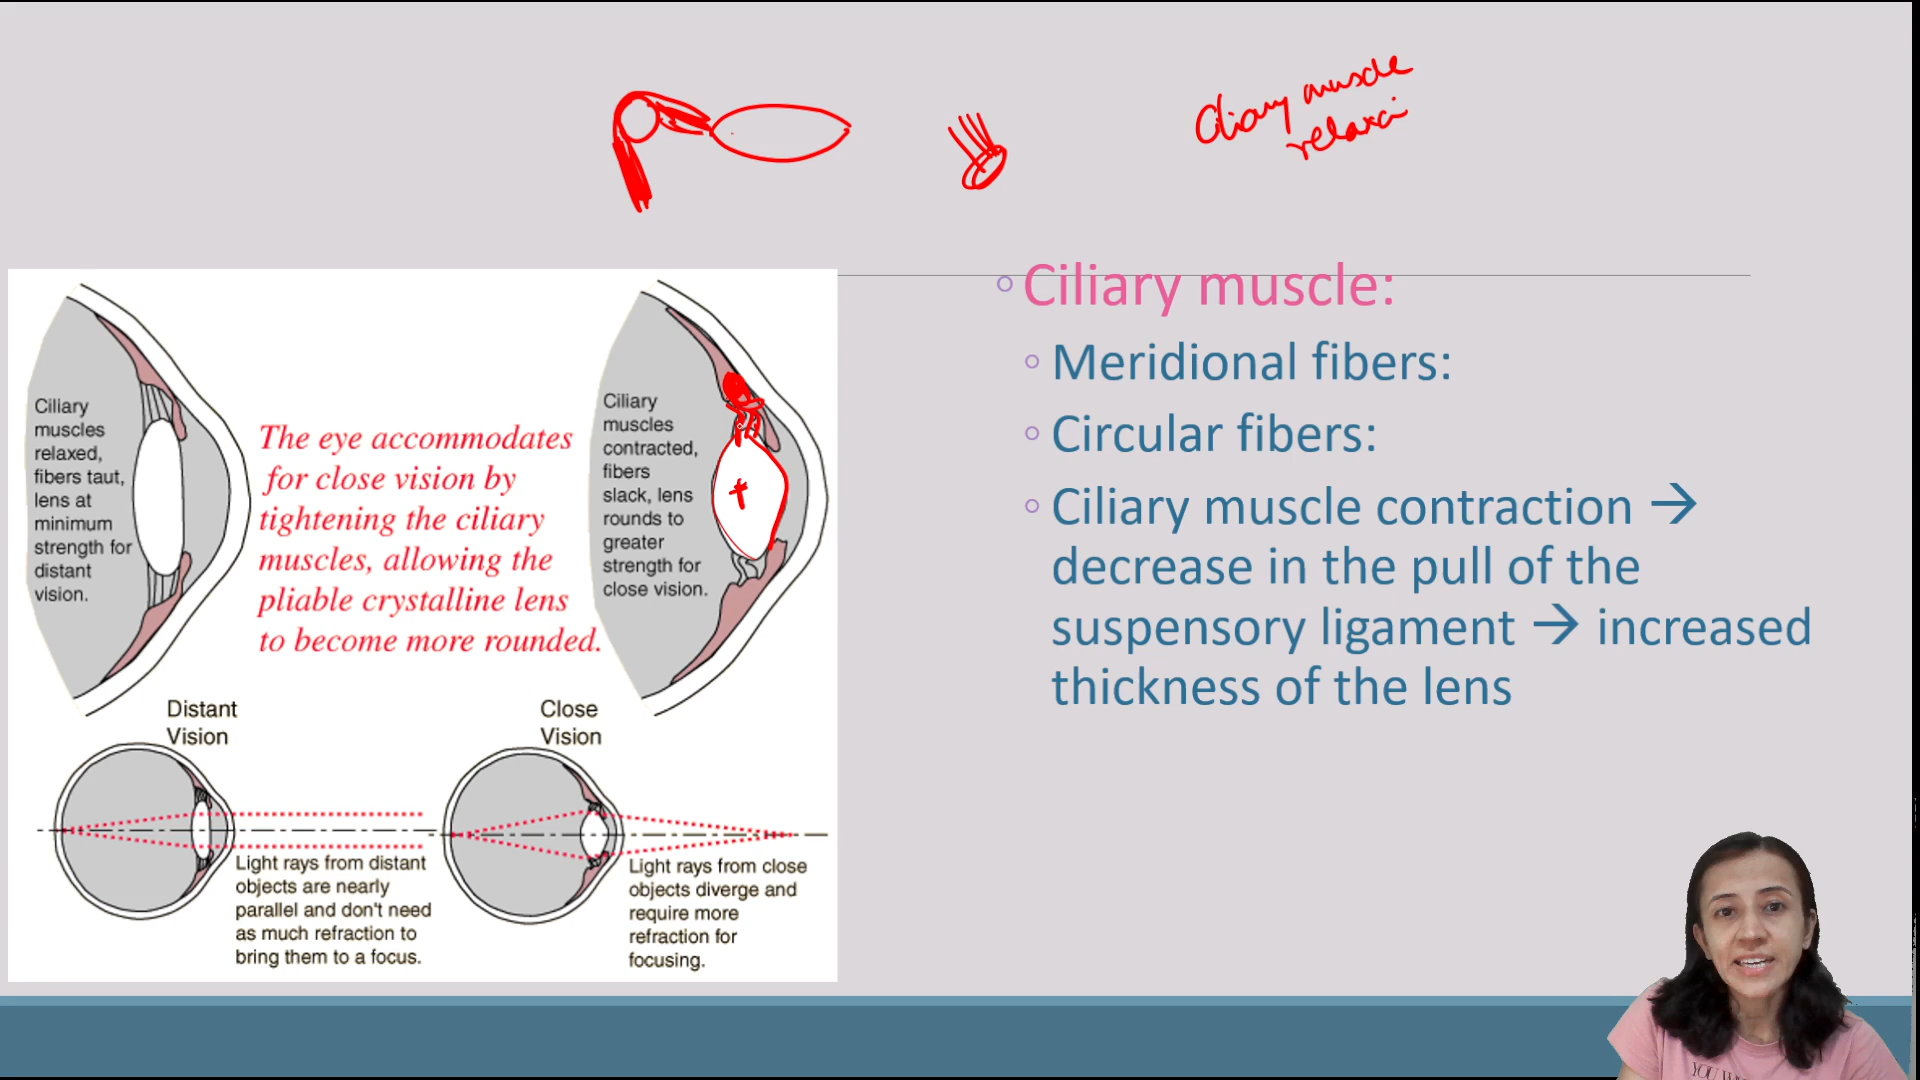 Ciliary muscle
◦ Ciliary muscle:
◦ Meridional fibers:
◦ Circular fibers:
◦ Ciliary muscle contraction →
decrease in the pull of the
suspensory ligament → increased
thickness of the lens
Ciliary
muscles
relaxed,
fibers taut,
lens at
minimum
strength for
distant
vision.
The eye accommodates
for close vision by
tightening the ciliary
muscles, allowing the
pliable crystalline lens
to become more rounded.
Ciliary
muscles
contracted,
fibers
slack, lens
rounds to
greater
strength for
close vision.
Distant
Vision
Close
Vision
Light rays from distant
objects are nearly
parallel and don't need
as much refraction to
bring them to a focus.
Light rays from close
objects diverge and
require more
refraction for
focusing.